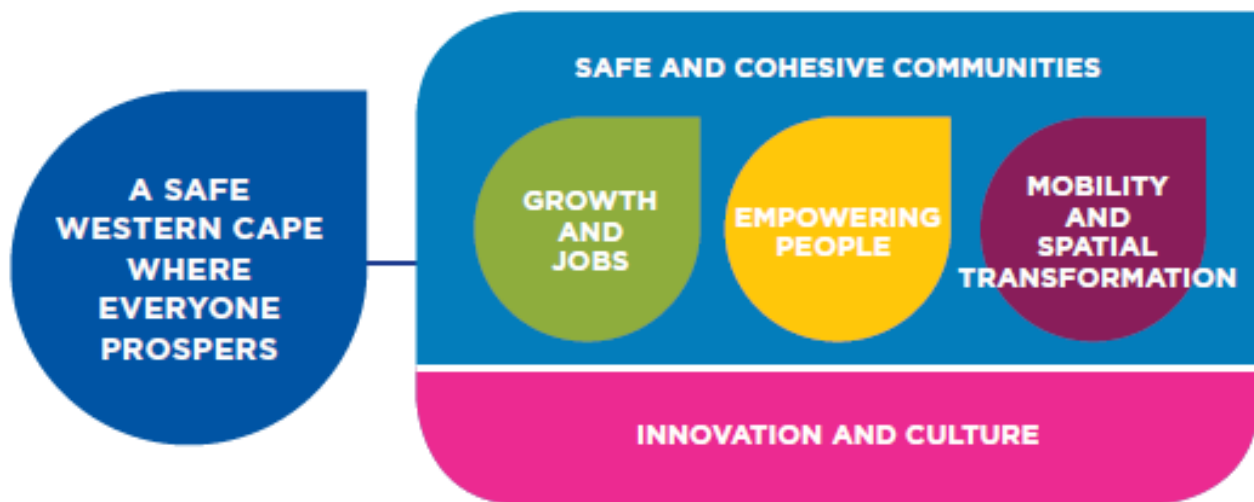 A SAFE
WESTERN CAPE
WHERE
EVERYONE
PROSPERS
SAFE AND COHESIVE COMMUNITIES
GROWTH
AND
JOBS
EMPOWERING
PEOPLE
MOBILITY
AND
SPATIAL
TRANSFORMATION
INNOVATION AND CULTURE